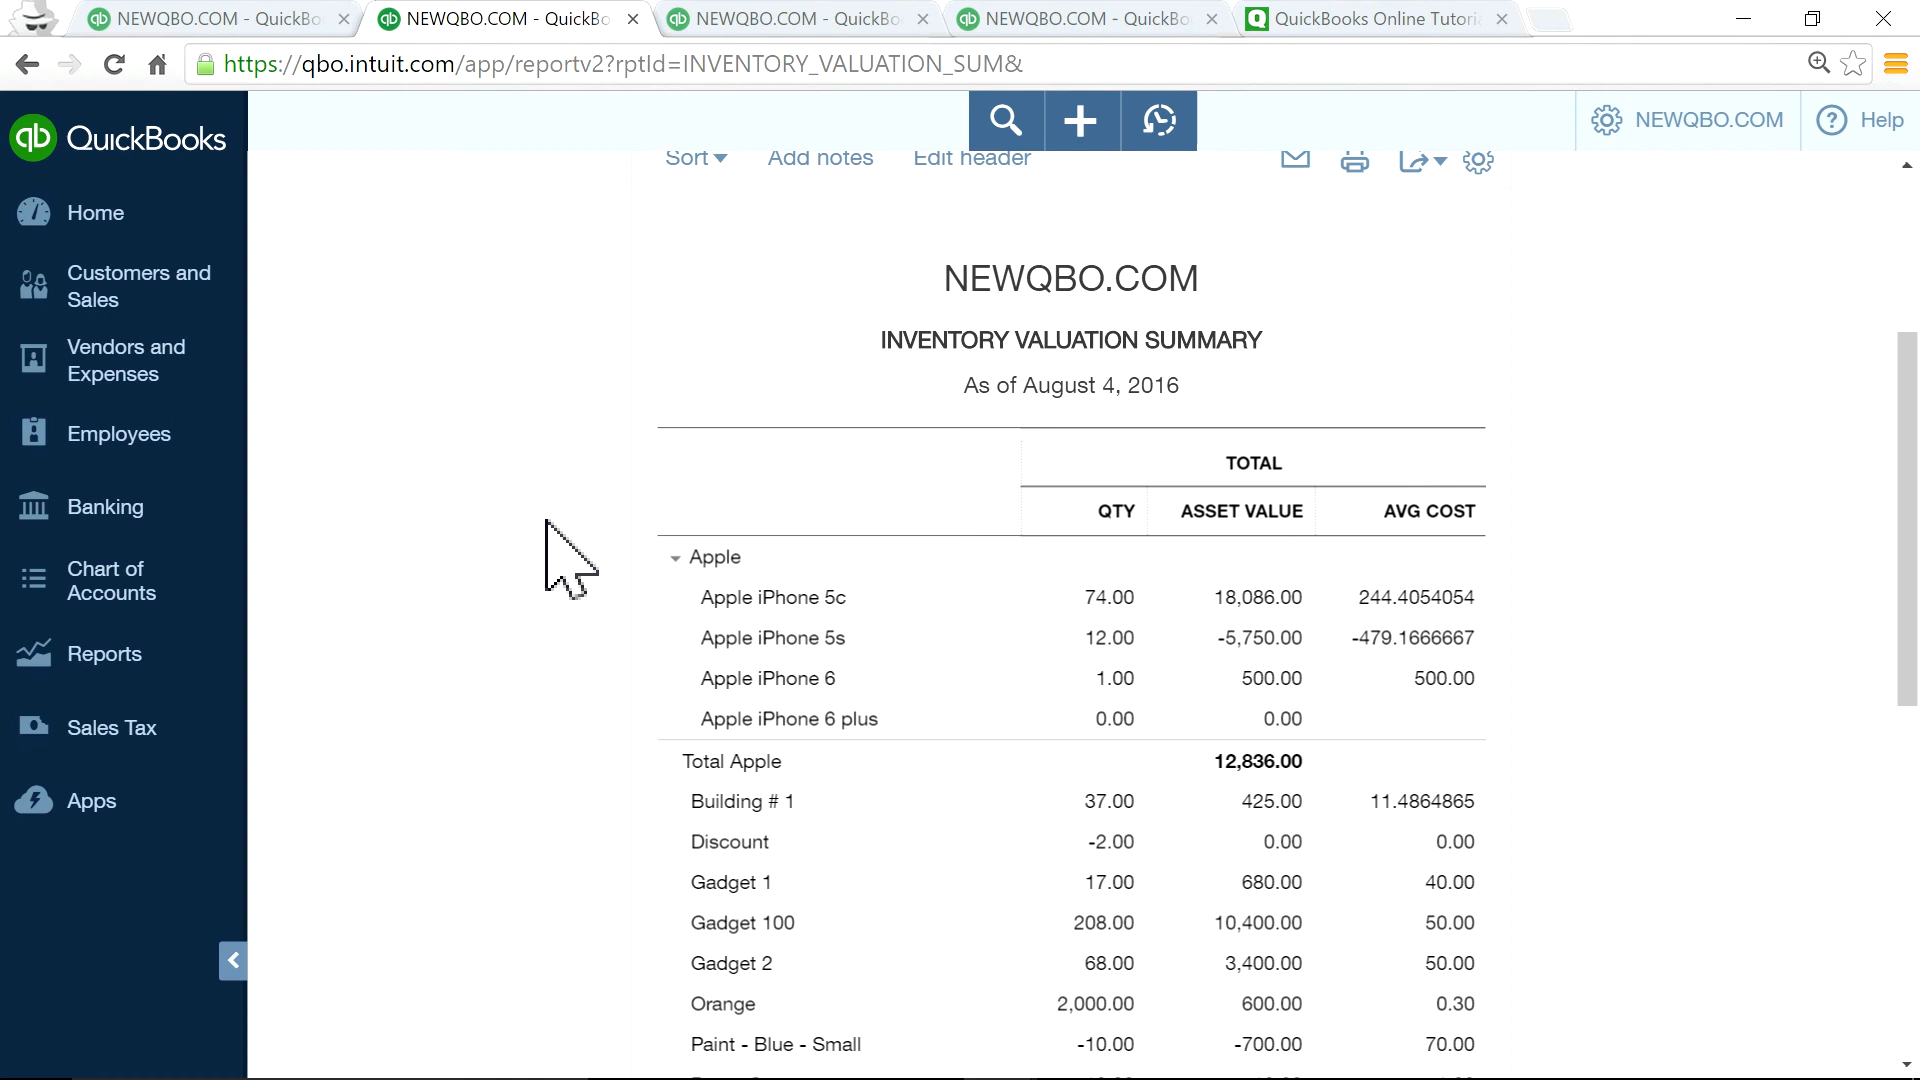 NEWQBO.COM - QuickBo NEWQBO.COM - QuickBo NEWQBO.COM - QuickBo NEWQBO.COM - QuickBo QuickBooks Online Tutori
https://qbo.intuit.com/app/reportv2?rptId=INVENTORY_VALUATION_SUM&
qb QuickBooks
NEWQBO.COM Help
Home
Customers and
Sales
Vendors and
Expenses
Employees
Banking
Chart of
Accounts
Reports
Sales Tax
Apps
Sort Add notes Edit header
NEWQBO.COM
INVENTORY VALUATION SUMMARY
As of August 4, 2016
TOTAL
QTY ASSET VALUE AVG COST
Apple
Apple iPhone 5c 74.00 18,086.00 244.4054054
Apple iPhone 5s 12.00 -5,750.00 -479.1666667
Apple iPhone 6 1.00 500.00 500.00
Apple iPhone 6 plus 0.00 0.00
Total Apple 12,836.00
Building # 1 37.00 425.00 11.4864865
Discount -2.00 0.00 0.00
Gadget 1 17.00 680.00 40.00
Gadget 100 208.00 10,400.00 50.00
Gadget 2 68.00 3,400.00 50.00
Orange 2,000.00 600.00 0.30
Paint - Blue - Small -10.00 -700.00 70.00